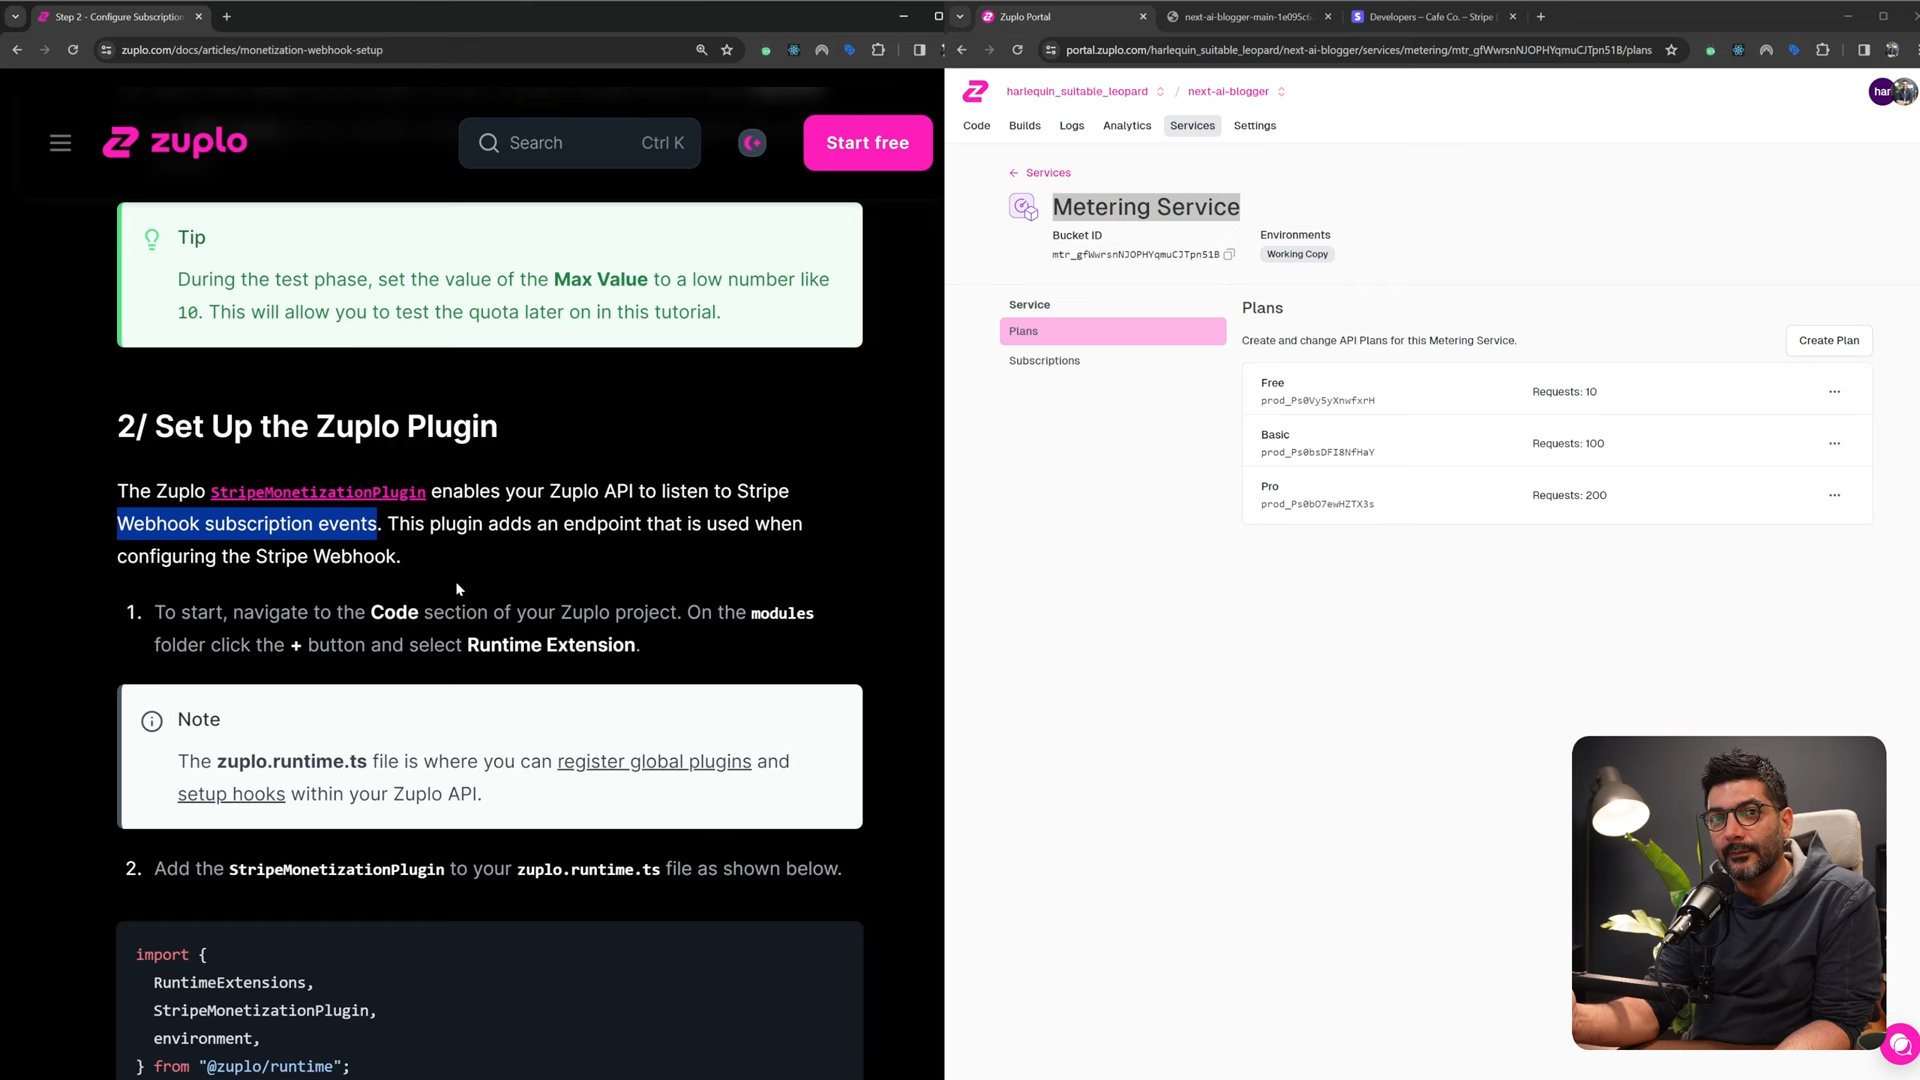 Step 2 - Configure Subscription
zuplo.com/docs/articles/monetization-webhook-setup
zuplo
Search
Ctrl K
Start free
Tip
During the test phase, set the value of the Max Value to a low number like
10. This will allow you to test the quota later on in this tutorial.
2/ Set Up the Zuplo Plugin
The Zuplo StripeMonetizationPlugin enables your Zuplo API to listen to Stripe
Webhook subscription events. This plugin adds an endpoint that is used when
configuring the Stripe Webhook.
1. To start, navigate to the Code section of your Zuplo project. On the modules
folder click the + button and select Runtime Extension.
Note
The zuplo.runtime.ts file is where you can register global plugins and
setup hooks within your Zuplo API.
2. Add the StripeMonetizationPlugin to your zuplo.runtime.ts file as shown below.
import {
RuntimeExtensions,
StripeMonetizationPlugin,
environment,
} from "@zuplo/runtime";
Zuplo Portal
next-ai-blogger-main-1e095c6
Developers – Cafe Co. – Stripe
portal.zuplo.com/harlequin_suitable_leopard/next-ai-blogger/services/metering/mtr_gfWwrsnNJOPHYqmuCJTpn51B/plans
harlequin_suitable_leopard / next-ai-blogger
har
Code
Builds
Logs
Analytics
Services
Settings
Services
Metering Service
Bucket ID
Environments
mtr_gfWwrsnNJOPHYqmuCJTpn51B
Working Copy
Service
Plans
Subscriptions
Plans
Create and change API Plans for this Metering Service.
Create Plan
Free
prod_Ps0Vy5yXnwfxrH
Requests: 10
Basic
prod_Ps0bsDFI8NfHaY
Requests: 100
Pro
prod_Ps0bO7ewHZTX3s
Requests: 200